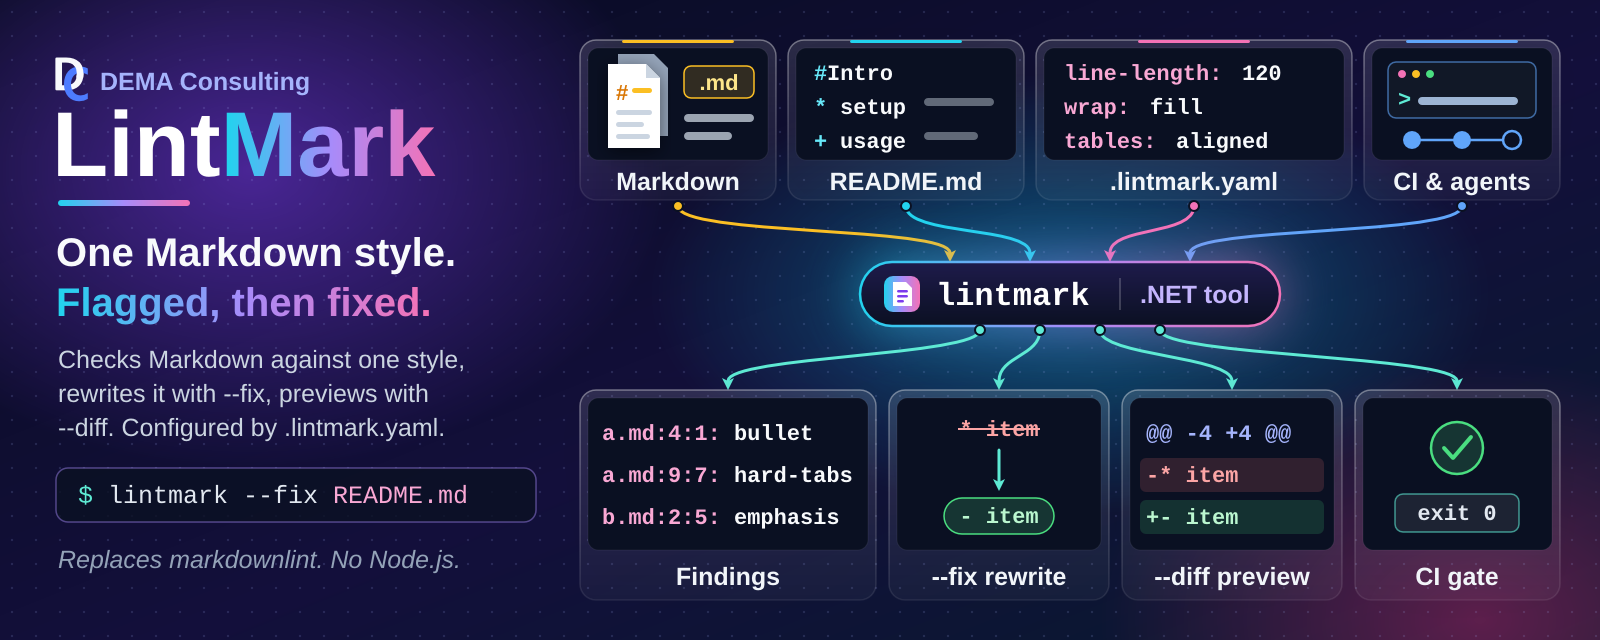 DC DEMA Consulting
LintMark
One Markdown style.
Flagged, then fixed.
Checks Markdown against one style,
rewrites it with --fix, previews with
--diff. Configured by .lintmark.yaml.
$ lintmark --fix README.md
Replaces markdownlint. No Node.js.
# .md
Markdown
#Intro
* setup
+ usage
README.md
line-length: 120
wrap: fill
tables: aligned
.lintmark.yaml
>
CI & agents
lintmark .NET tool
a.md:4:1: bullet
a.md:9:7: hard-tabs
b.md:2:5: emphasis
Findings
* item
- item
--fix rewrite
@@ -4 +4 @@
-* item
+- item
--diff preview
exit 0
CI gate